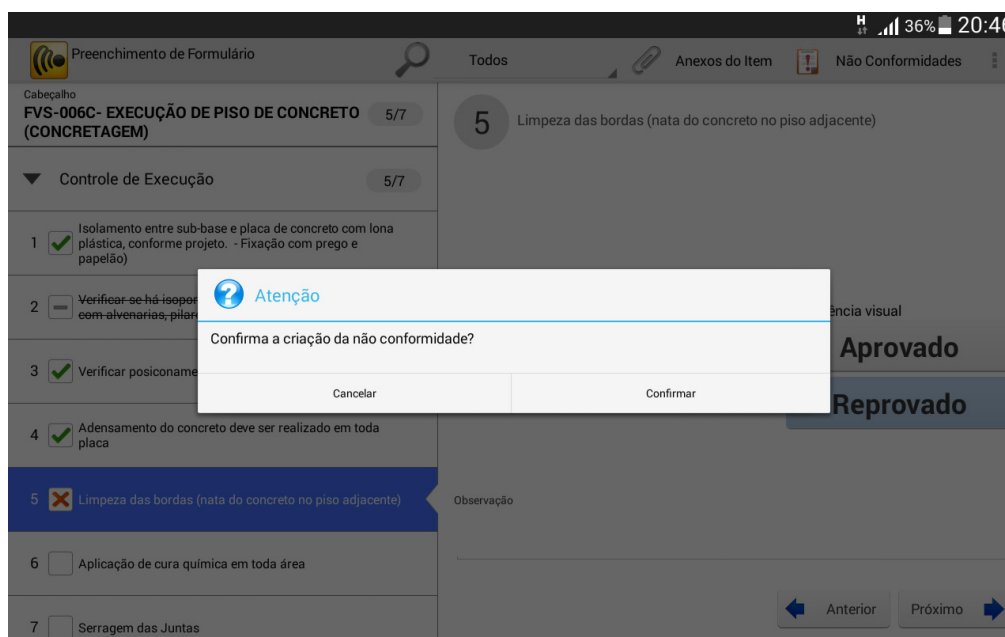 H 36% 20:46
Preenchimento de Formulário
Todos
Anexos do Item
Não Conformidades
Cabeçalho
FVS-006C- EXECUÇÃO DE PISO DE CONCRETO
(CONCRETAGEM)
5/7
Controle de Execução
5/7
1 Isolamento entre sub-base e placa de concreto com lona
plástica, conforme projeto. - Fixação com prego e
papelão)
2 Verificar se há isopor
com alvenarias, pilar
3 Verificar posiconame
4 Adensamento do concreto deve ser realizado em toda
placa
5 Limpeza das bordas (nata do concreto no piso adjacente)
6 Aplicação de cura química em toda área
7 Serragem das Juntas
5 Limpeza das bordas (nata do concreto no piso adjacente)
Atenção
Confirma a criação da não conformidade?
Cancelar
Confirmar
ência visual
Aprovado
Reprovado
Observação
Anterior
Próximo